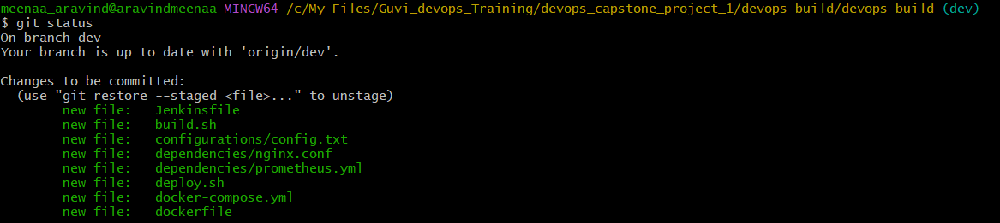 meenaa_aravind@aravindmeenaa MINGW64 /c/My Files/Guvi_devops_Training/devops_capstone_project_1/devops-build/devops-build (dev)
$ git status
On branch dev
Your branch is up to date with 'origin/dev'.
Changes to be committed:
(use "git restore --staged <file>..." to unstage)
new file: Jenkinsfile
new file: build.sh
new file: configurations/config.txt
new file: dependencies/nginx.conf
new file: dependencies/prometheus.yml
new file: deploy.sh
new file: docker-compose.yml
new file: dockerfile